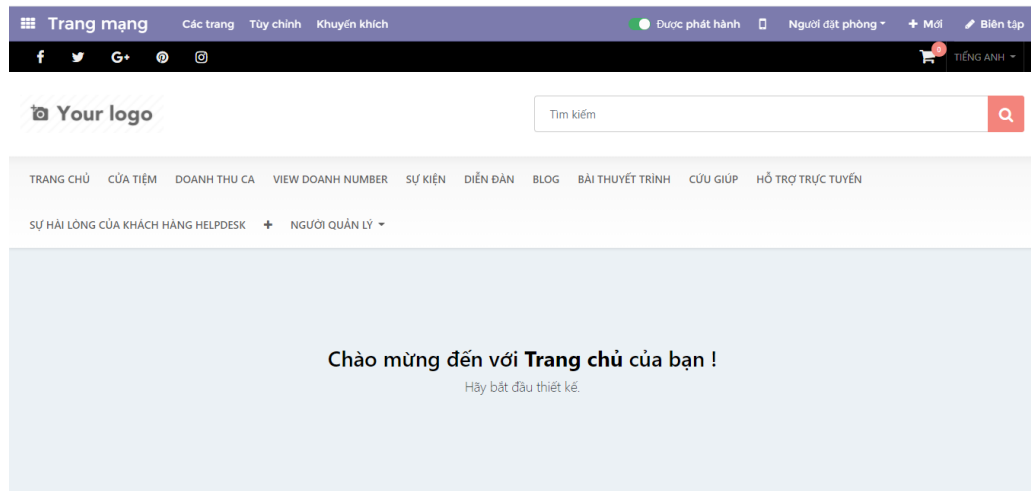 Trang mạng Các trang Tùy chỉnh Khuyến khích Được phát hành Người đặt phòng + Mới Biên tập
f G+ 0 TIẾNG ANH
Your logo Tìm kiếm
TRANG CHỦ CỬA TIỆM DOANH THU CA VIEW DOANH NUMBER SỰ KIỆN DIỄN ĐÀN BLOG BÀI THUYẾT TRÌNH CỨU GIÚP HỖ TRỢ TRỰC TUYẾN
SỰ HÀI LÒNG CỦA KHÁCH HÀNG HELPDESK + NGƯỜI QUẢN LÝ
Chào mừng đến với Trang chủ của bạn !
Hãy bắt đầu thiết kế.